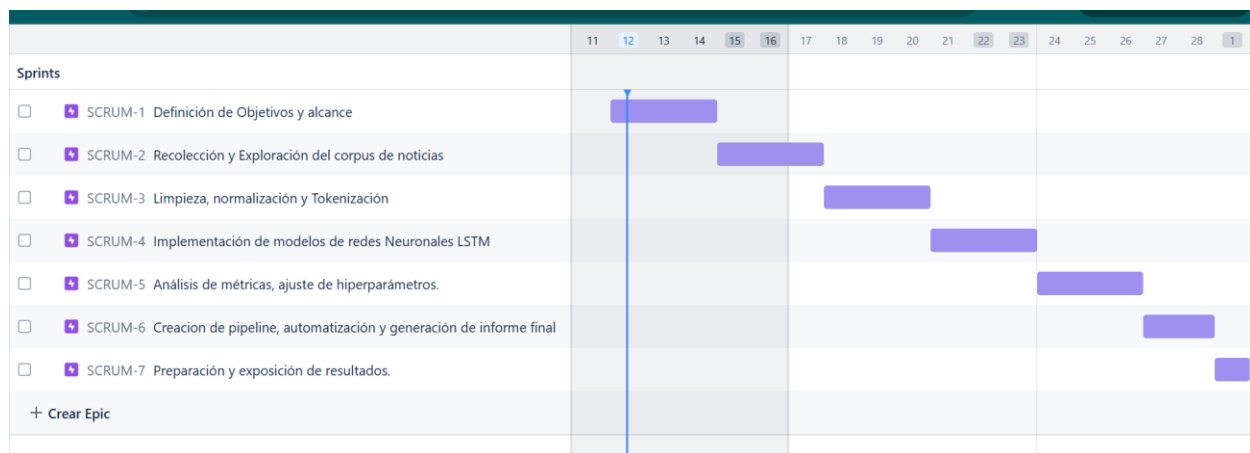 11 12 13 14 15 16 17 18 19 20 21 22 23 24 25 26 27 28 1
Sprints
SCRUM-1 Definición de Objetivos y alcance
SCRUM-2 Recolección y Exploración del corpus de noticias
SCRUM-3 Limpieza, normalización y Tokenización
SCRUM-4 Implementación de modelos de redes Neuronales LSTM
SCRUM-5 Análisis de métricas, ajuste de hiperparámetros.
SCRUM-6 Creacion de pipeline, automatización y generación de informe final
SCRUM-7 Preparación y exposición de resultados.
+ Crear Epic